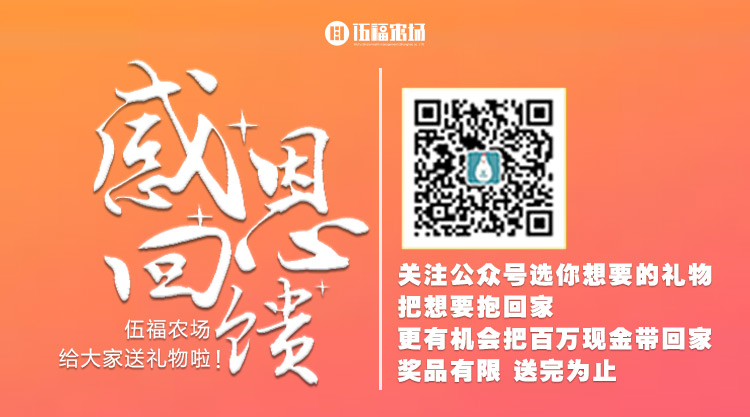 伍福农场
感恩
回馈
伍福农场
给大家送礼物啦！
关注公众号选你想要的礼物
把想要抱回家
更有机会把百万现金带回家
奖品有限 送完为止